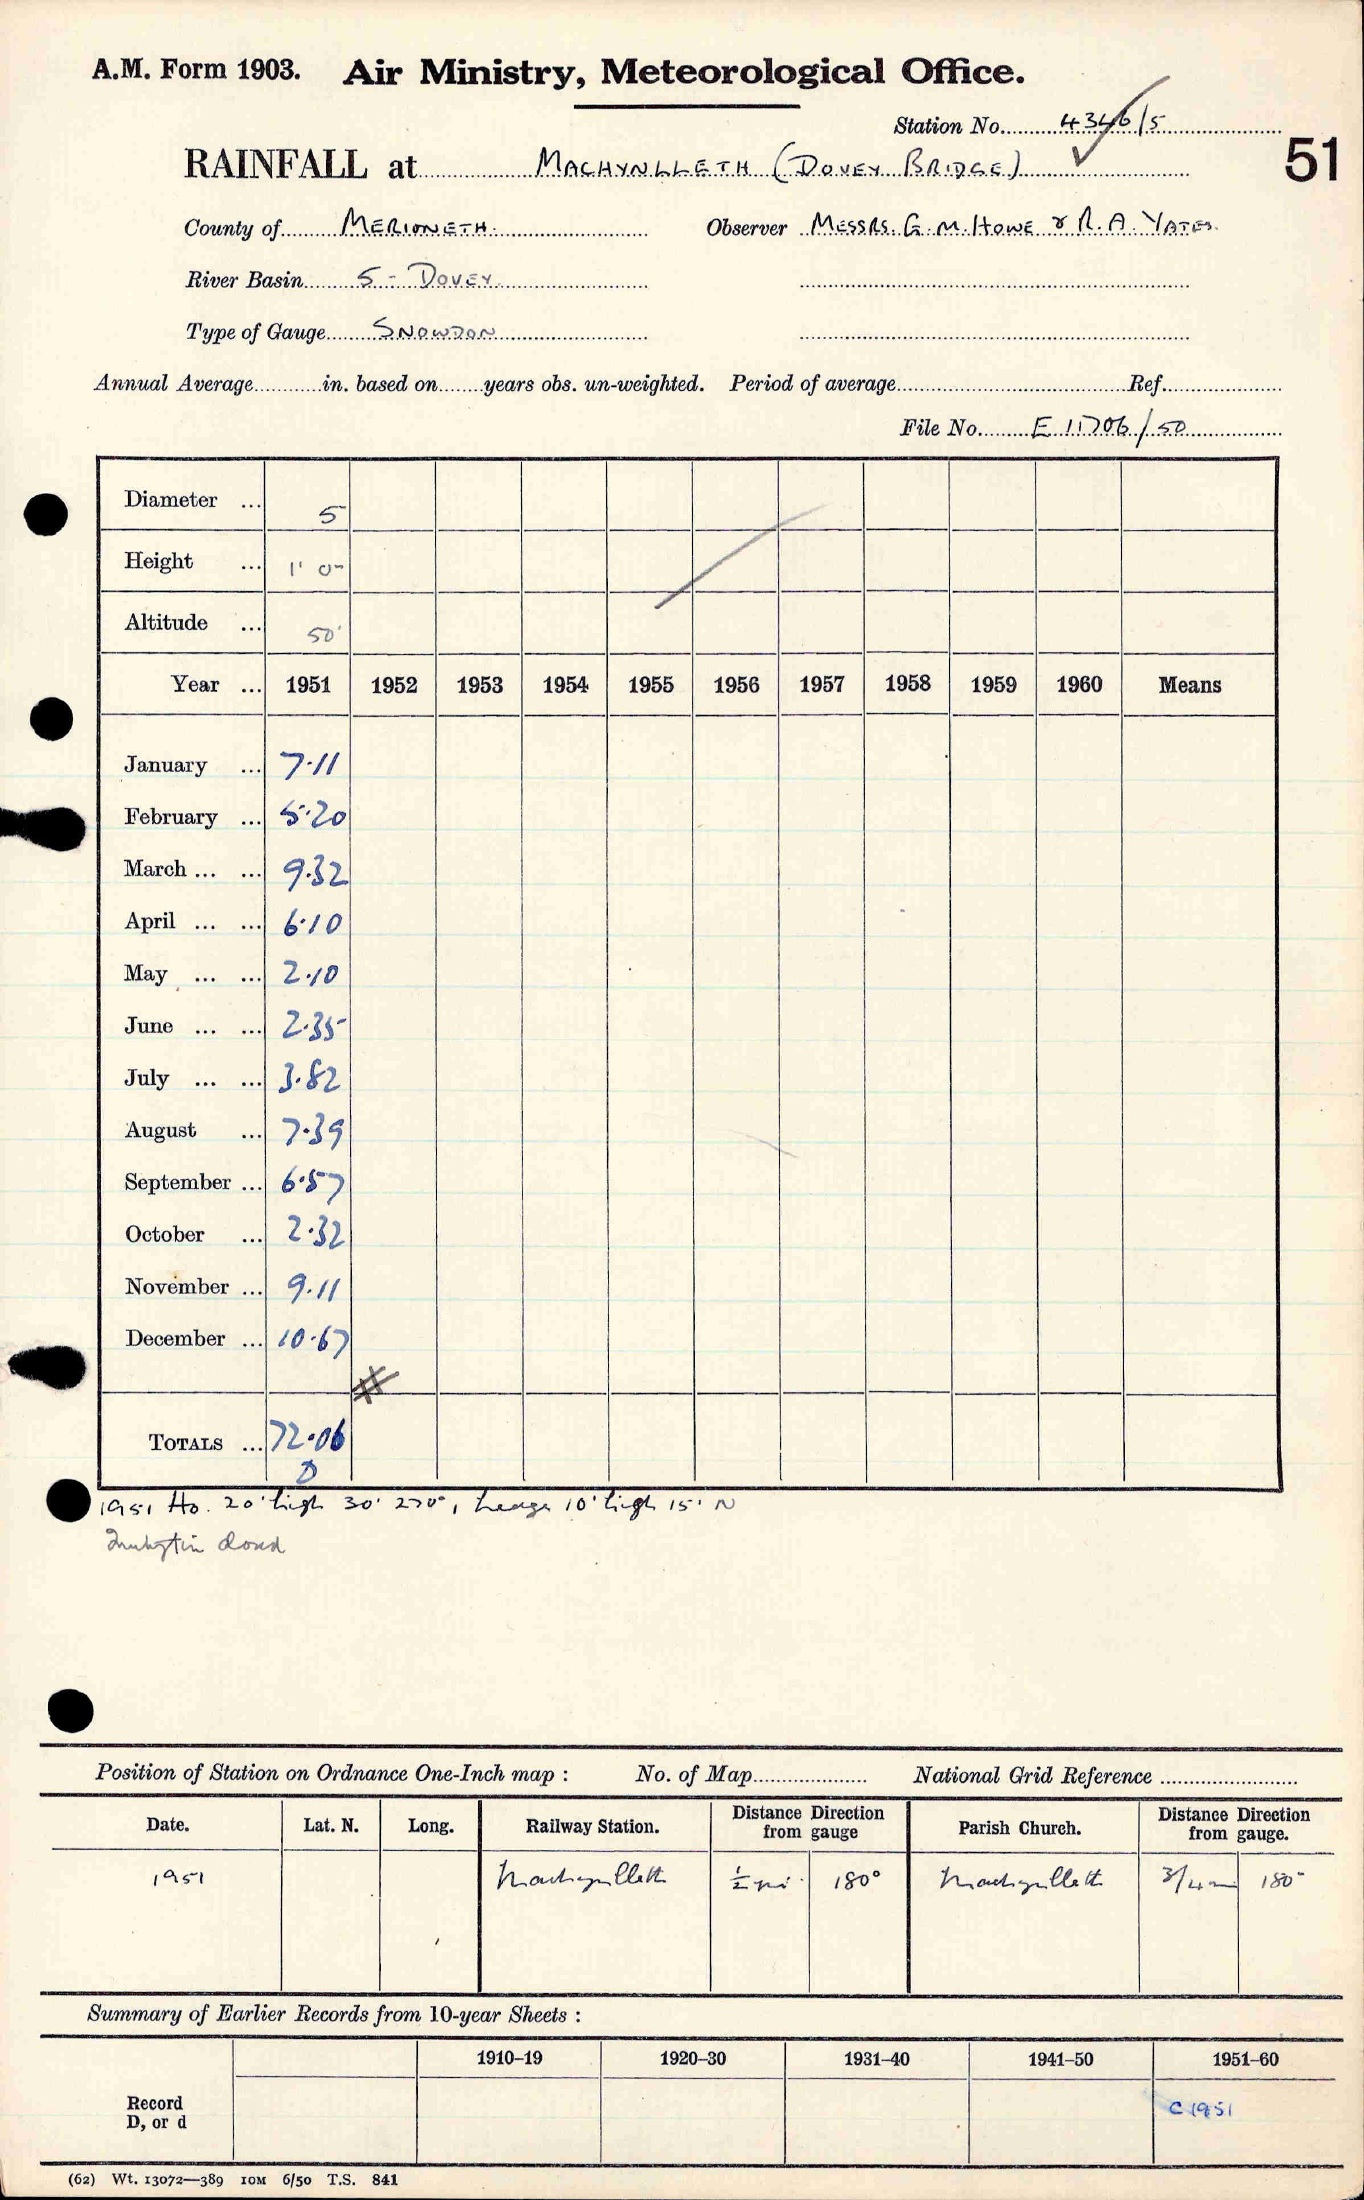 A.M. Form 1903. Air Ministry, Meteorological Office.
Station No. 4346/5
51
RAINFALL at MACHYNLLETH (DOVEY BRIDGE)
County of MERIONETH. Observer MESSRS. G. M. HOWE & R. A. YATES.
River Basin 5 - DOVEY
Type of Gauge SNOWDON
Annual Average in. based on years obs. un-weighted. Period of average Ref.
File No. E 11706/50
Diameter ... 5
Height ... 1' 0"
Altitude ... 50'
Year ... 1951 1952 1953 1954 1955 1956 1957 1958 1959 1960 Means
January ... 7.11
February ... 5.20
March ... ... 9.32
April ... ... 6.10
May ... ... 2.10
June ... ... 2.35
July ... ... 3.82
August ... 7.39
September ... 6.57
October ... 2.32
November ... 9.11
December ... 10.67
TOTALS ... 72.06
D
1951 Ho. 20' high 30' 270°, hedge 10' high 15' N
Position of Station on Ordnance One-Inch map : No. of Map National Grid Reference
Date. Lat. N. Long. Railway Station. Distance Direction from gauge Parish Church. Distance Direction from gauge.
1951 Machynlleth ½ mi. 180° Machynlleth 3/4 m 180°
Summary of Earlier Records from 10-year Sheets :
1910–19 1920–30 1931–40 1941–50 1951–60
Record
D, or d
C 1951
(62) Wt. 13072—389 10M 6/50 T.S. 841